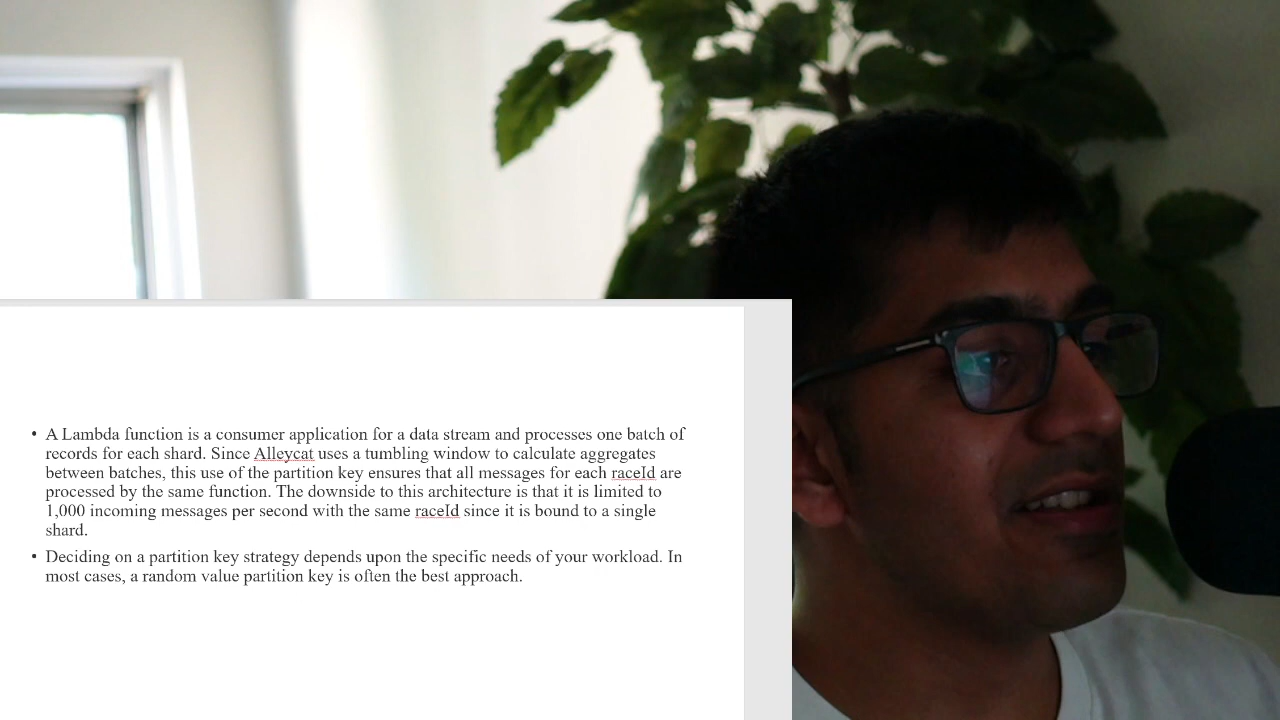 • A Lambda function is a consumer application for a data stream and processes one batch of
records for each shard. Since Alleycat uses a tumbling window to calculate aggregates
between batches, this use of the partition key ensures that all messages for each raceId are
processed by the same function. The downside to this architecture is that it is limited to
1,000 incoming messages per second with the same raceId since it is bound to a single
shard.
• Deciding on a partition key strategy depends upon the specific needs of your workload. In
most cases, a random value partition key is often the best approach.